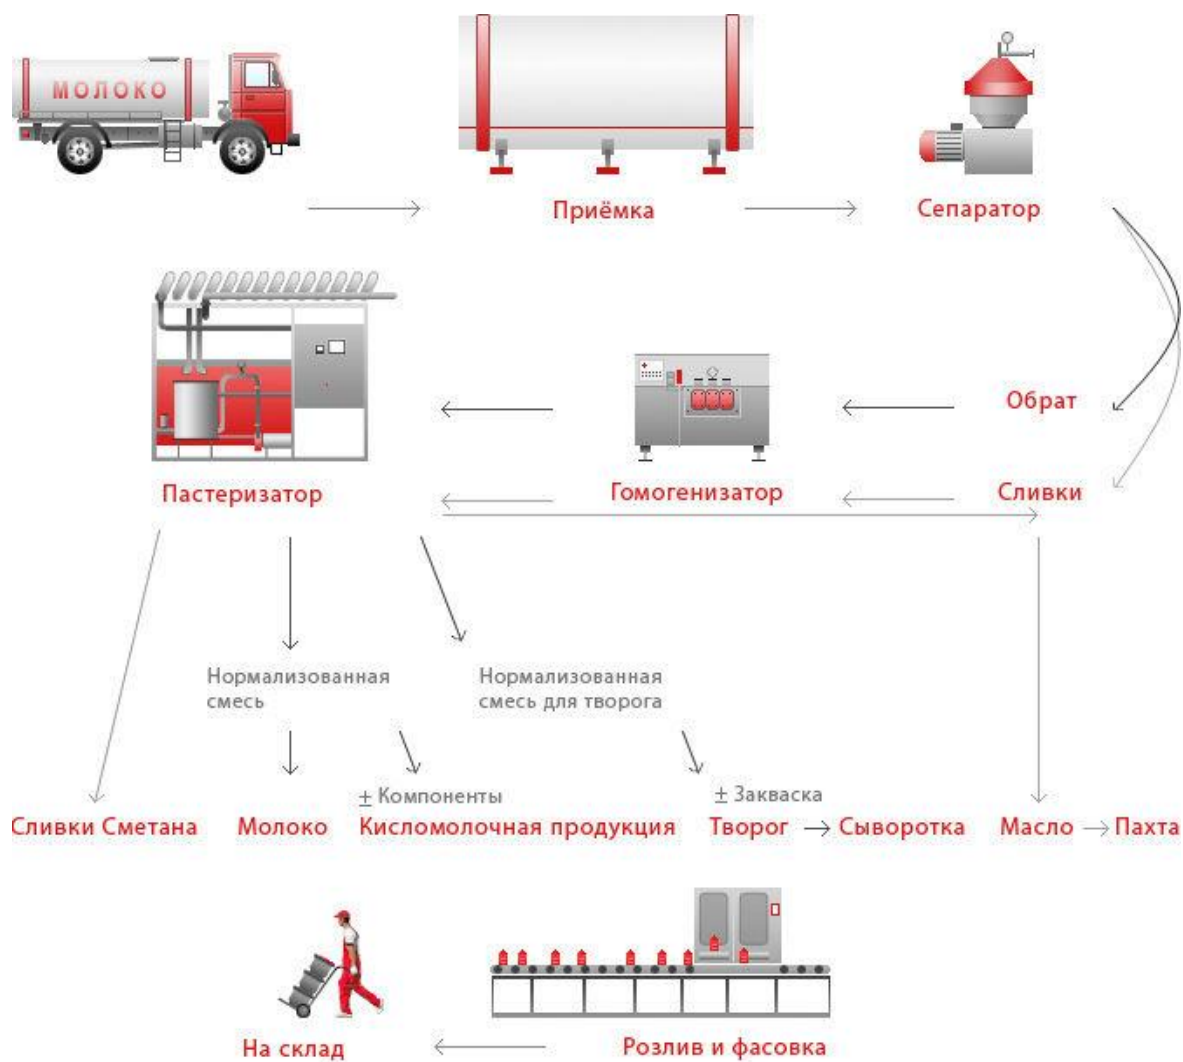 МОЛОКО
Приёмка
Сепаратор
Обрат
Пастеризатор
Гомогенизатор
Сливки
Нормализованная
смесь
Нормализованная
смесь для творога
± Компоненты
± Закваска
Сливки Сметана
Молоко
Кисломолочная продукция
Творог
Сыворотка
Масло
Пахта
На склад
Розлив и фасовка